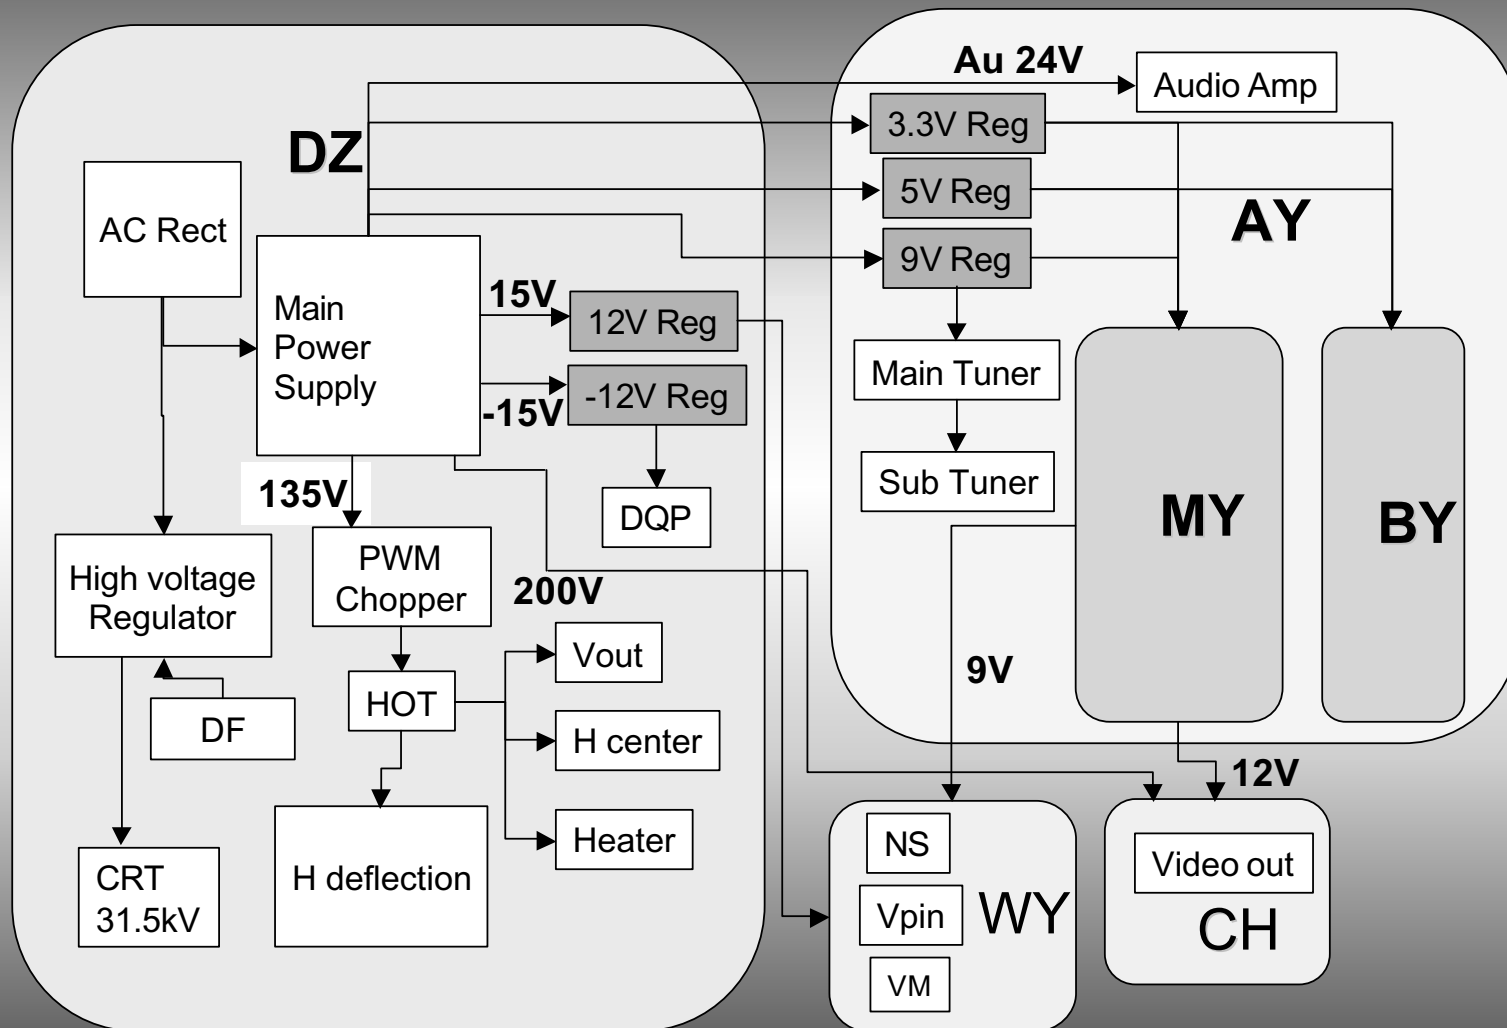 Au 24V
Audio Amp
DZ
3.3V Reg
5V Reg
AY
AC Rect
9V Reg
Main
Power
Supply
15V
12V Reg
-15V
-12V Reg
Main Tuner
Sub Tuner
135V
DQP
MY
BY
High voltage
Regulator
PWM
Chopper
200V
Vout
9V
HOT
DF
H center
12V
Heater
NS
Video out
CRT
31.5kV
H deflection
Vpin
WY
CH
VM